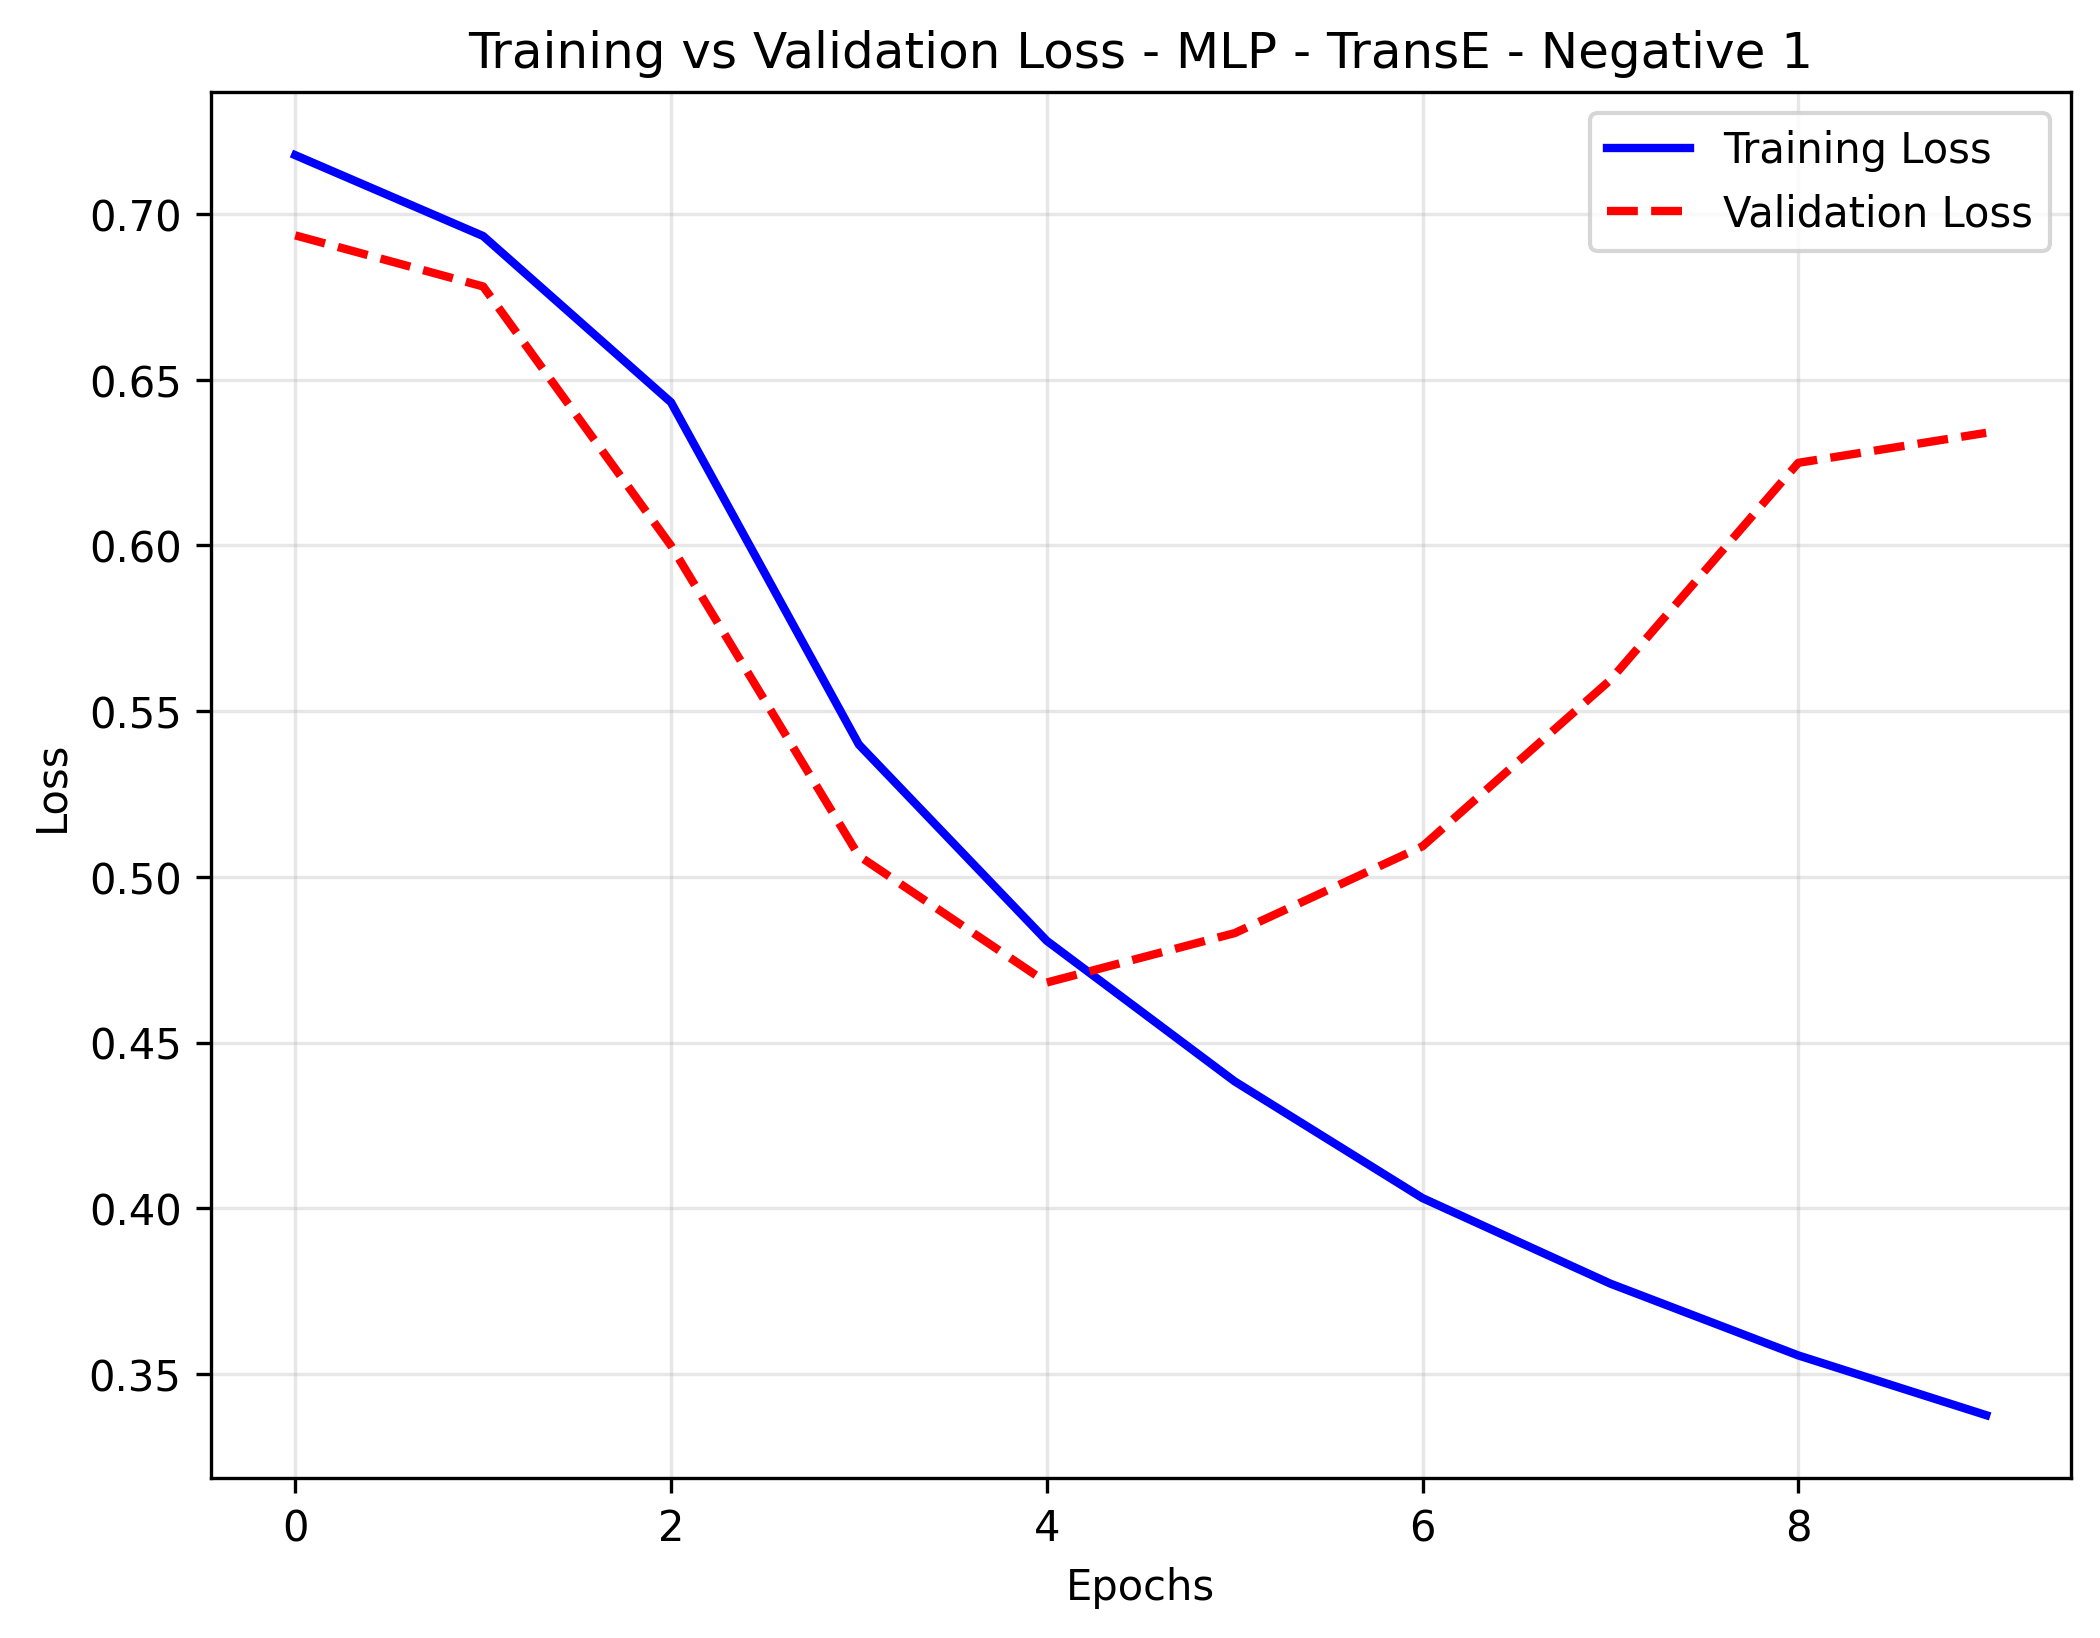 Training vs Validation Loss - MLP - TransE - Negative 1
Training Loss
Validation Loss
0.70
0.65
0.60
0.55
0.50
0.45
0.40
0.35
Loss
0 2 4 6 8
Epochs